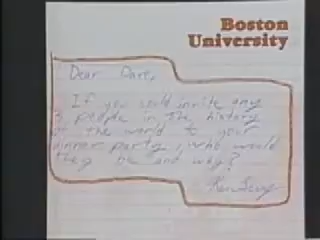 Boston
University
Dear Dave,
If you could invite any
3 people in the history
of the world to your
dinner party, who would
they be and why?